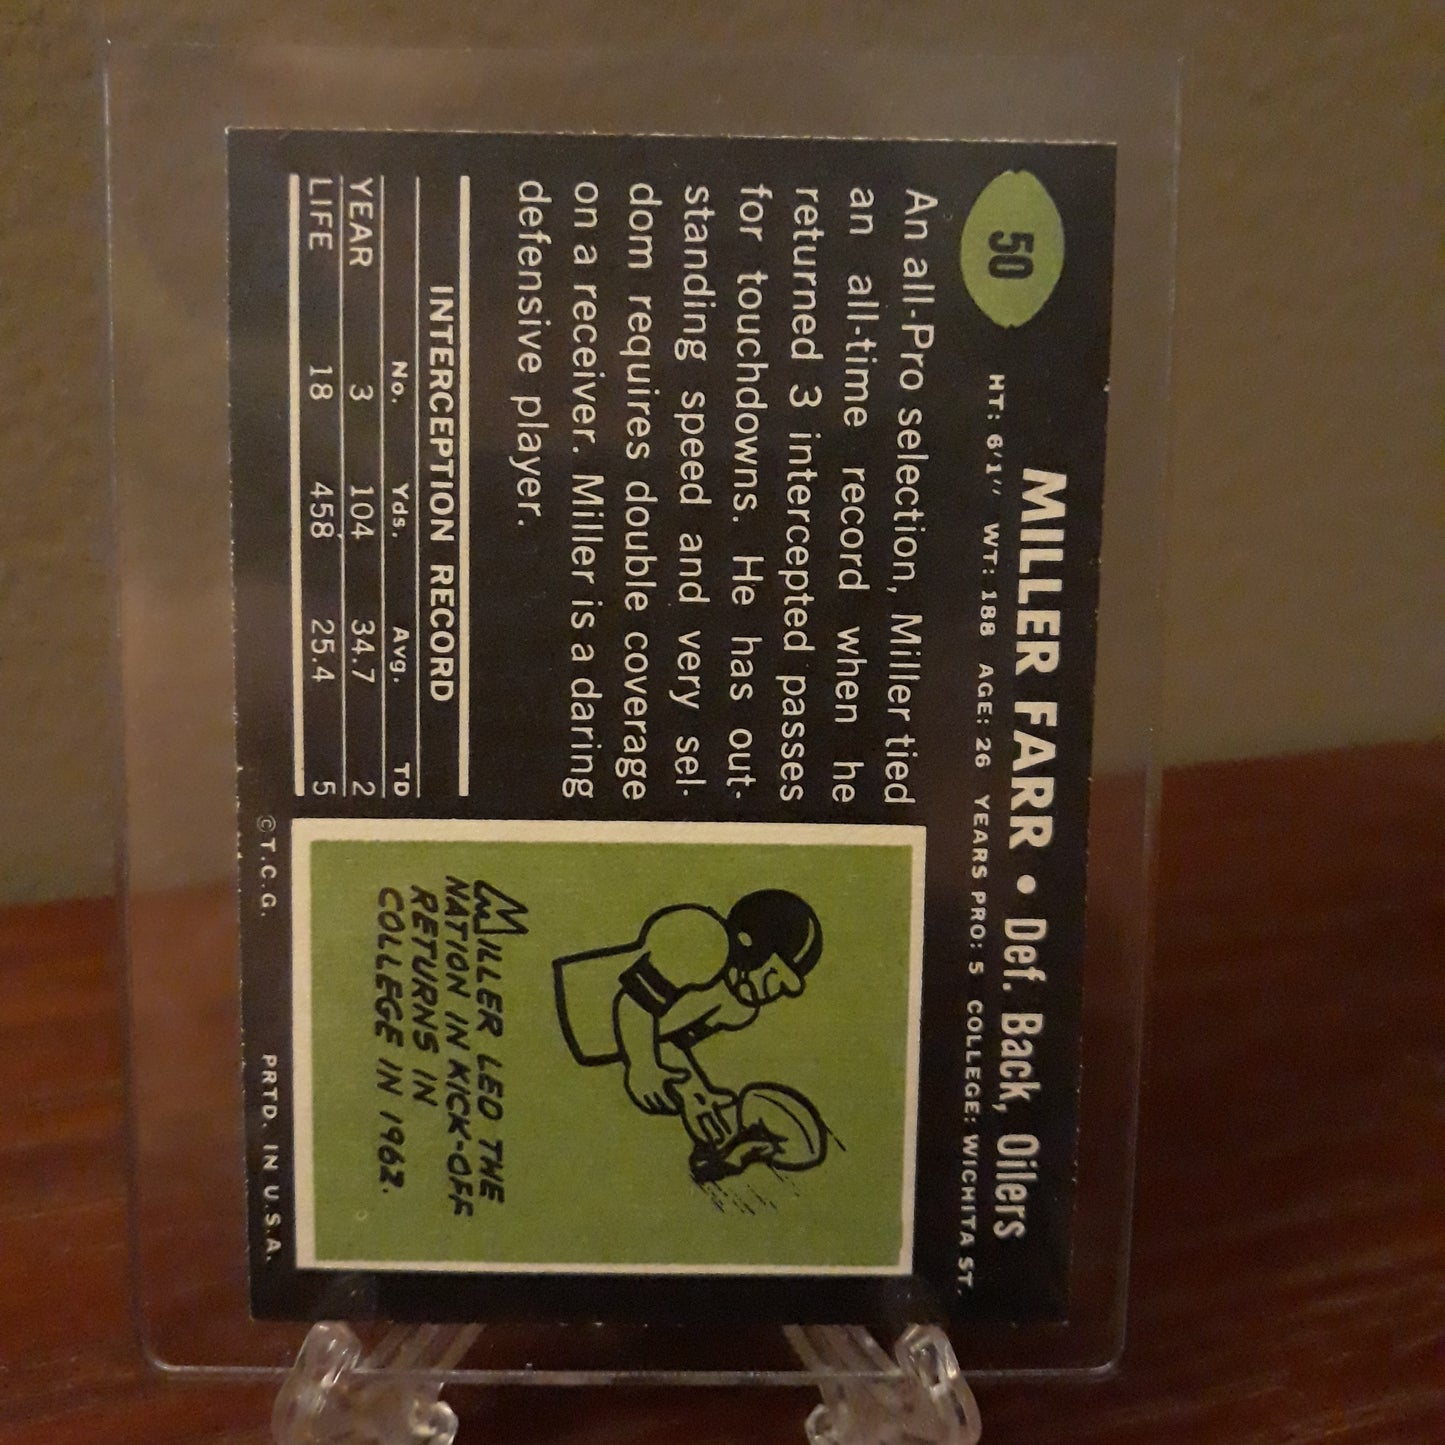 50
MILLER FARR • Def. Back, Oilers
HT: 6'1" WT: 188 AGE: 26 YEARS PRO: 5 COLLEGE: WICHITA ST.
An all-Pro selection, Miller tied
an all-time record when he
returned 3 intercepted passes
for touchdowns. He has out-
standing speed and very sel-
dom requires double coverage
on a receiver. Miller is a daring
defensive player.
INTERCEPTION RECORD
No. Yds. Avg. TD
YEAR 3 104 34.7 2
LIFE 18 458 25.4 5
MILLER LED THE
NATION IN KICK-OFF
RETURNS IN
COLLEGE IN 1962.
©T.C.G. PRTD. IN U.S.A.